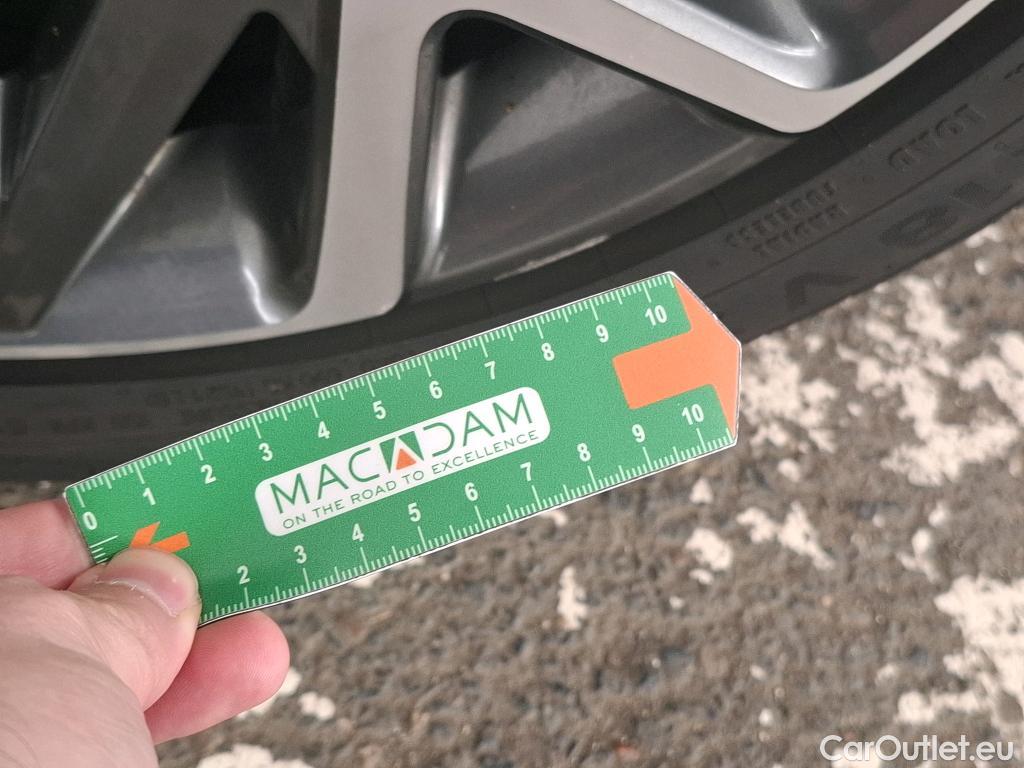 LOAD
0 1 2 3 4 5 6 7 8 9 10
MACADAM
ON THE ROAD TO EXCELLENCE
2 3 4 5 6 7 8 9 10
CarOutlet.eu